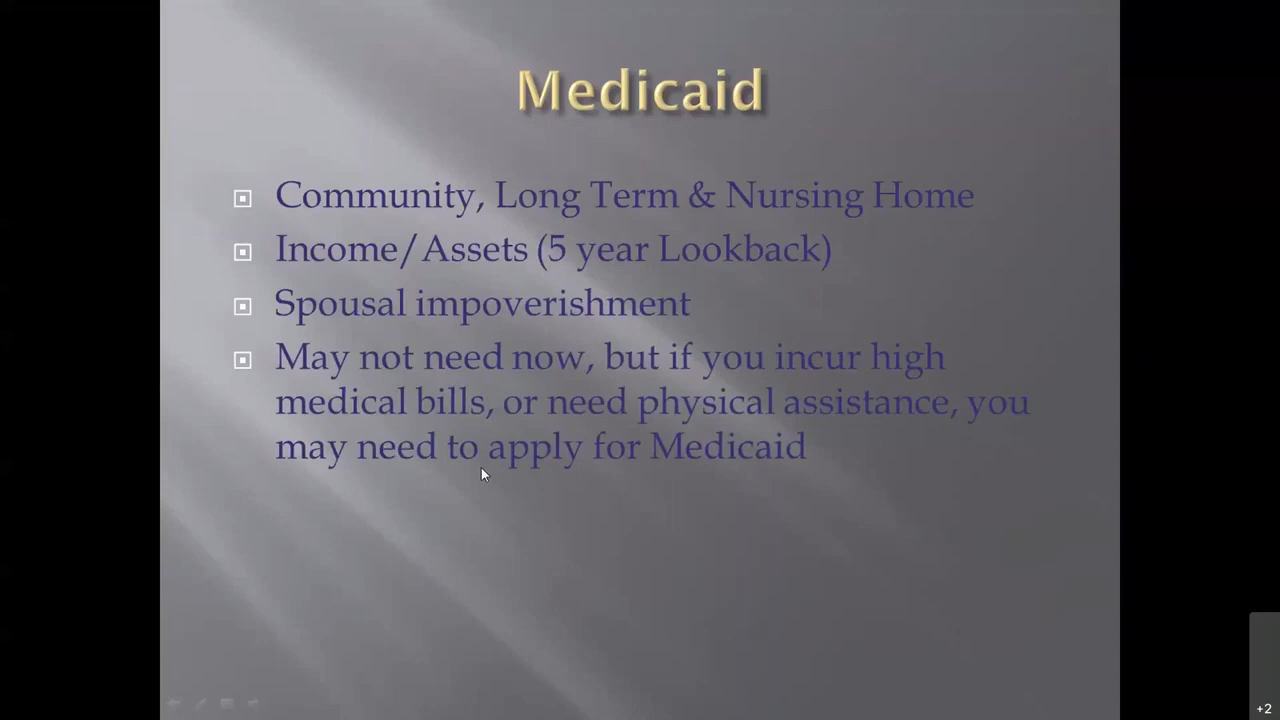 Medicaid
Community, Long Term & Nursing Home
Income/Assets (5 year Lookback)
Spousal impoverishment
May not need now, but if you incur high
medical bills, or need physical assistance, you
may need to apply for Medicaid
+2